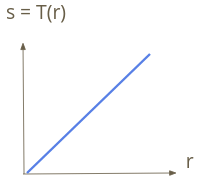 s = T(r)
r